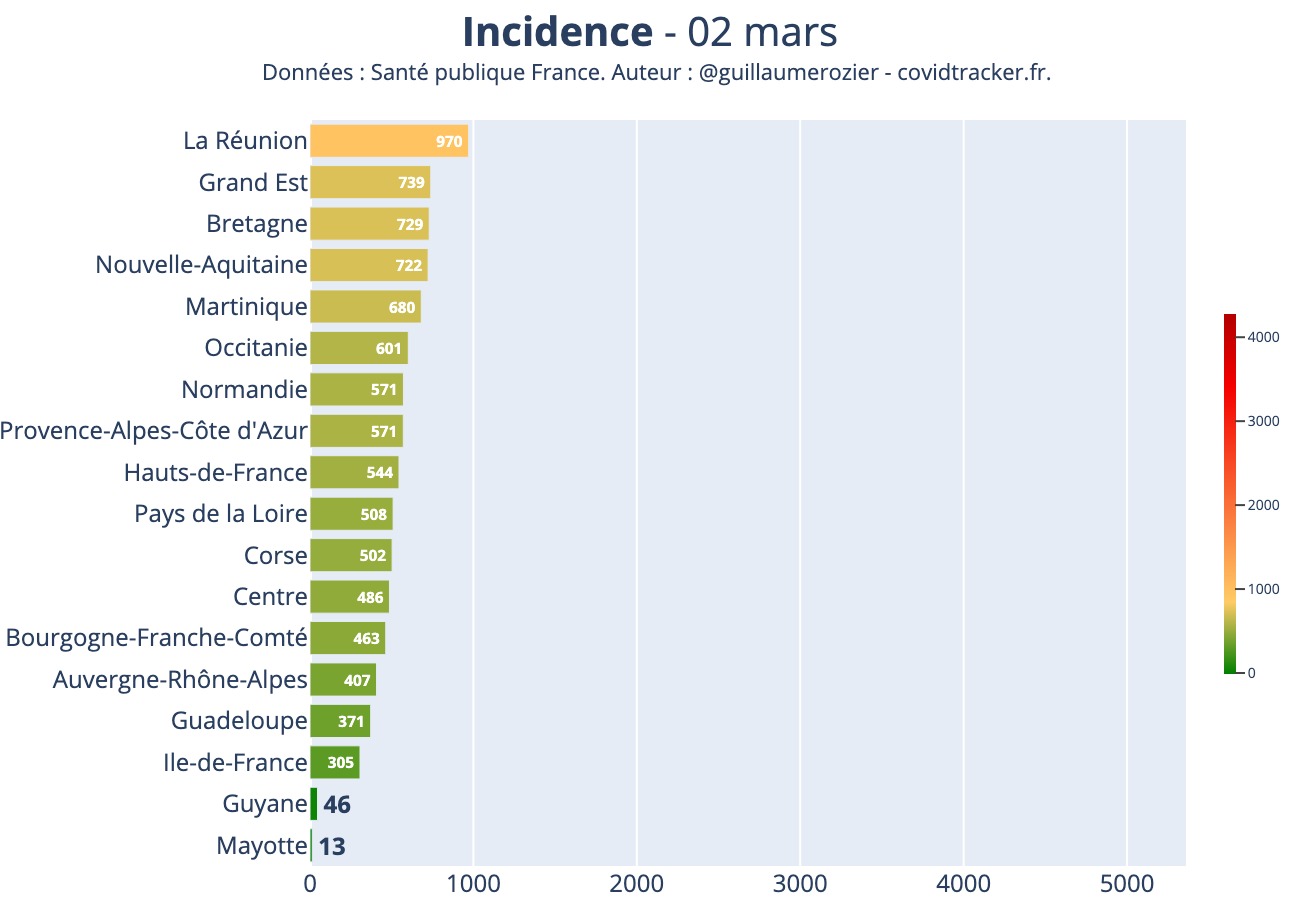 Incidence - 02 mars
Données : Santé publique France. Auteur : @guillaumerozier - covidtracker.fr.
La Réunion 970
Grand Est 739
Bretagne 729
Nouvelle-Aquitaine 722
Martinique 680
Occitanie 601
Normandie 571
Provence-Alpes-Côte d'Azur 571
Hauts-de-France 544
Pays de la Loire 508
Corse 502
Centre 486
Bourgogne-Franche-Comté 463
Auvergne-Rhône-Alpes 407
Guadeloupe 371
Ile-de-France 305
Guyane 46
Mayotte 13
0 1000 2000 3000 4000 5000
4000
3000
2000
1000
0